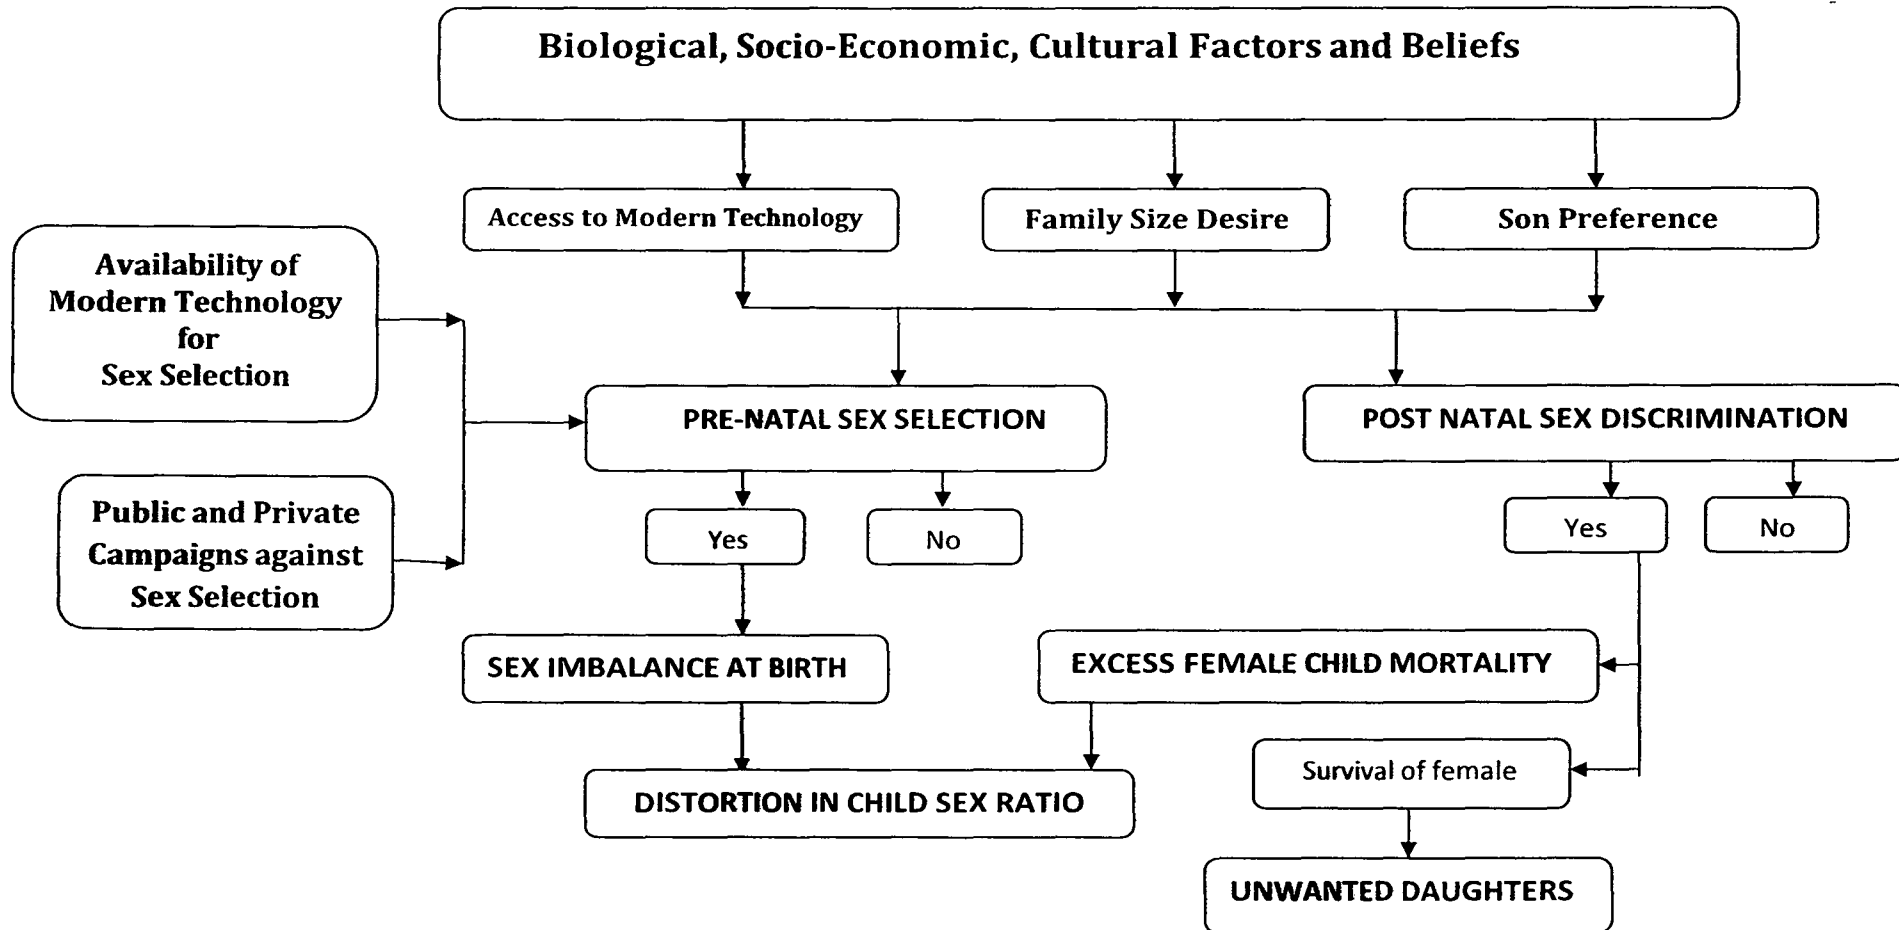 Biological, Socio-Economic, Cultural Factors and Beliefs
Access to Modern Technology
Family Size Desire
Son Preference
Availability of
Modern Technology
for
Sex Selection
PRE-NATAL SEX SELECTION
POST NATAL SEX DISCRIMINATION
Public and Private
Campaigns against
Sex Selection
Yes
No
Yes
No
SEX IMBALANCE AT BIRTH
EXCESS FEMALE CHILD MORTALITY
Survival of female
DISTORTION IN CHILD SEX RATIO
UNWANTED DAUGHTERS